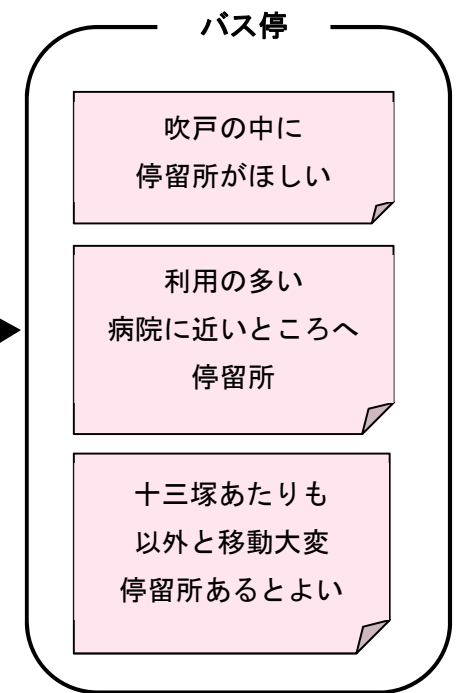 バス停
吹戸の中に
停留所がほしい
利用の多い
病院に近いところへ
停留所
十三塚あたりも
以外と移動大変
停留所あるとよい